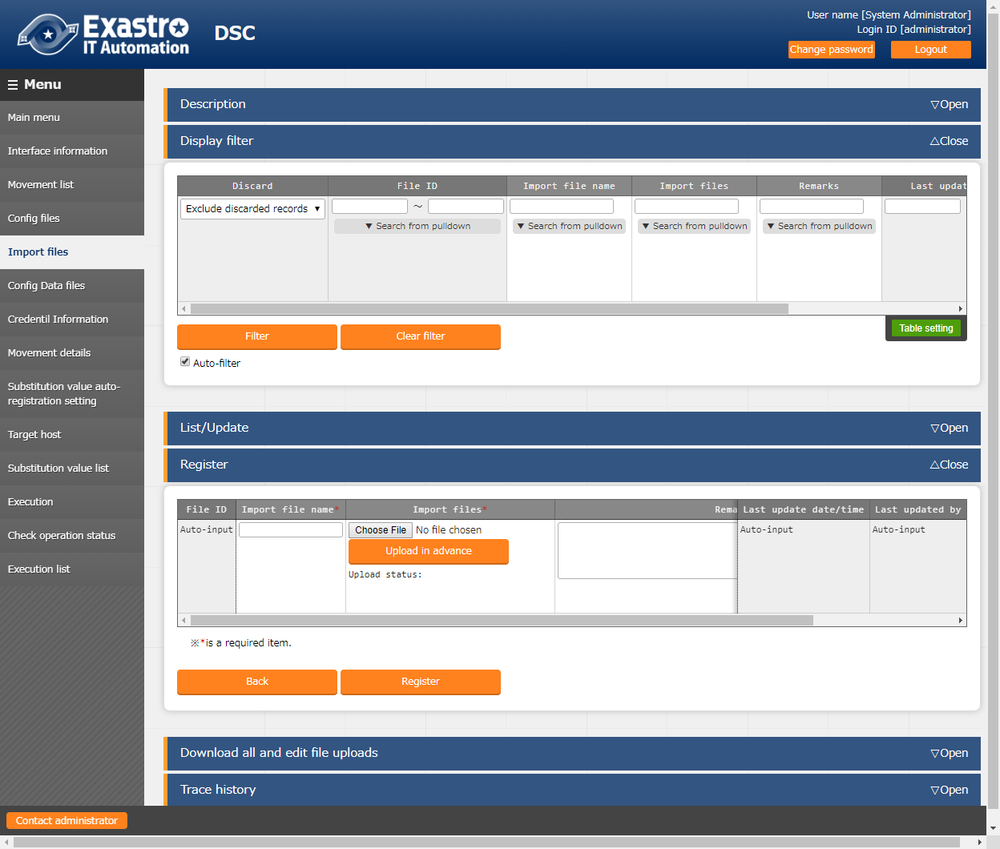 Exastro
IT Automation
DSC
User name [System Administrator]
Login ID [administrator]
Change password
Logout
Menu
Main menu
Interface information
Movement list
Config files
Import files
Config Data files
Credentil Information
Movement details
Substitution value auto-
registration setting
Target host
Substitution value list
Execution
Check operation status
Execution list
Description ▽Open
Display filter △Close
Discard File ID Import file name Import files Remarks Last updat
Exclude discarded records ▼ ～
▼ Search from pulldown ▼ Search from pulldown ▼ Search from pulldown ▼ Search from pulldown
Filter Clear filter Table setting
Auto-filter
List/Update ▽Open
Register △Close
File ID Import file name* Import files* Rema Last update date/time Last updated by
Auto-input Choose File No file chosen Auto-input Auto-input
Upload in advance
Upload status:
※*is a required item.
Back Register
Download all and edit file uploads ▽Open
Trace history ▽Open
Contact administrator